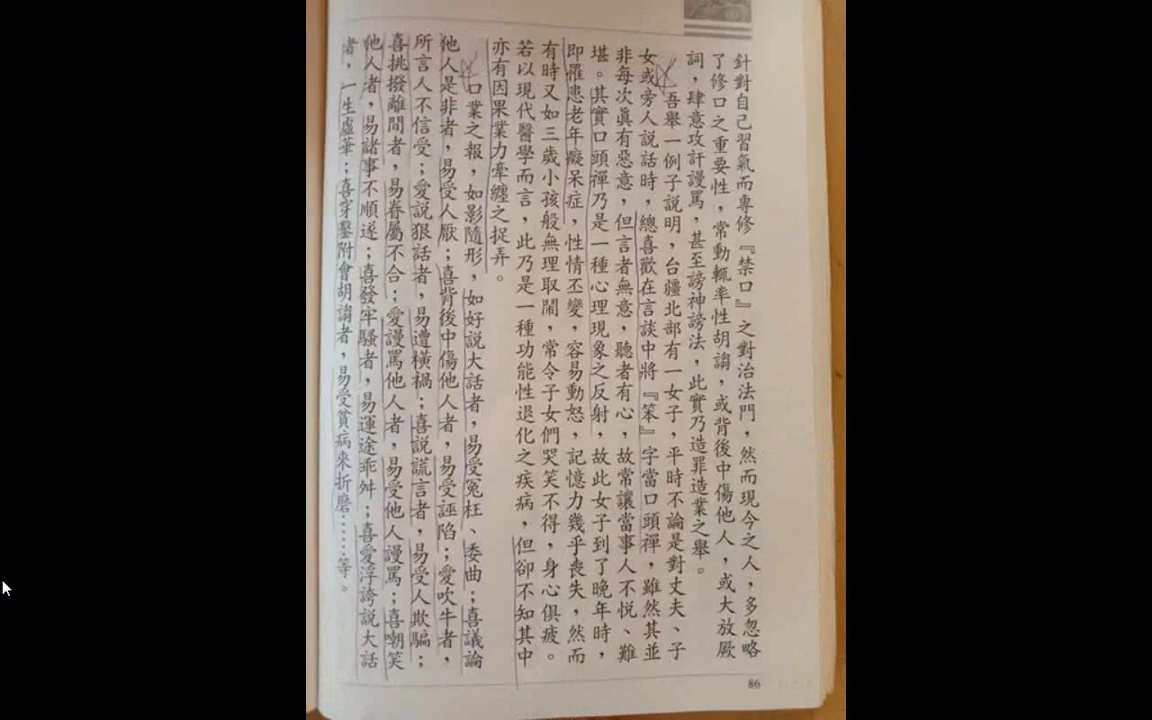 針對自己習氣而專修『禁口』之對治法門，然而現今之人，多忽略
了修口之重要性，常動輒率性胡謅，或背後中傷他人，或大放厥
詞，肆意攻訐謾罵，甚至謗神謗法，此實乃造罪造業之舉。
吾舉一例子說明，台疆北部有一女子，平時不論是對丈夫、子
女或旁人說話時，總喜歡在言談中將『笨』字當口頭禪，雖然其並
非每次眞有惡意，但言者無意，聽者有心，故常讓當事人不悅、難
堪。其實口頭禪乃是一種心理現象之反射，故此女子到了晚年時，
即罹患老年癡呆症，性情丕變，容易動怒，記憶力幾乎喪失，然而
有時又如三歲小孩般無理取鬧，常令子女們哭笑不得，身心俱疲。
若以現代醫學而言，此乃是一種功能性退化之疾病，但卻不知其中
亦有因果業力牽纏之捉弄。
口業之報，如影隨形，如好說大話者，易受冤枉、委曲；喜議論
他人是非者，易受人厭；喜背後中傷他人者，易受誣陷；愛吹牛者，
所言人不信受；愛說狠話者，易遭橫禍；喜說謊言者，易受人欺騙；
喜挑撥離間者，易眷屬不合；愛謾罵他人者，易受他人謾罵；喜嘲笑
他人者，易諸事不順遂；喜發牢騷者，易運途乖舛；喜愛浮誇說大話
者，一生虛華；喜穿鑿附會胡謅者，易受貧病來折磨……等。
86